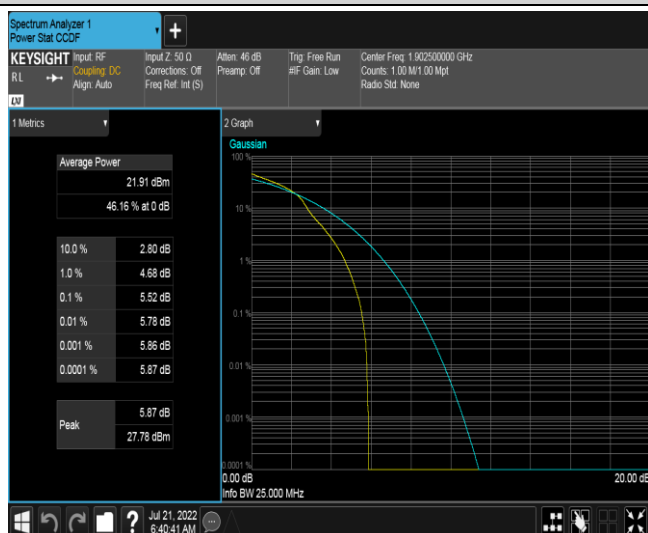 Spectrum Analyzer 1
Power Stat CCDF
KEYSIGHT
RL
LXI
Input: RF
Coupling: DC
Align: Auto
Input Z: 50 Ω
Corrections: Off
Freq Ref: Int (S)
Atten: 46 dB
Preamp: Off
Trig: Free Run
#IF Gain: Low
Center Freq: 1.902500000 GHz
Counts: 1.00 M/1.00 Mpt
Radio Std: None
1 Metrics
Average Power
21.91 dBm
46.16 % at 0 dB
10.0 % 2.80 dB
1.0 % 4.68 dB
0.1 % 5.52 dB
0.01 % 5.78 dB
0.001 % 5.86 dB
0.0001 % 5.87 dB
Peak
5.87 dB
27.78 dBm
2 Graph
Gaussian
100 %
10 %
1 %
0.1 %
0.01 %
0.001 %
0.0001 %
0.00 dB 20.00 dB
Info BW 25.000 MHz
?
Jul 21, 2022
6:40:41 AM